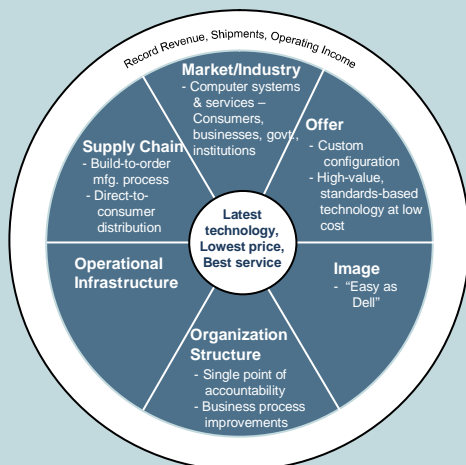 Record Revenue, Shipments, Operating Income
Market/Industry
- Computer systems
& services –
Consumers,
businesses, govt.,
institutions
Offer
- Custom
configuration
- High-value,
standards-based
technology at low
cost
Image
- “Easy as
Dell”
Organization
Structure
- Single point of
accountability
- Business process
improvements
Operational
Infrastructure
Supply Chain
- Build-to-order
mfg. process
- Direct-to-
consumer
distribution
Latest
technology,
Lowest price,
Best service